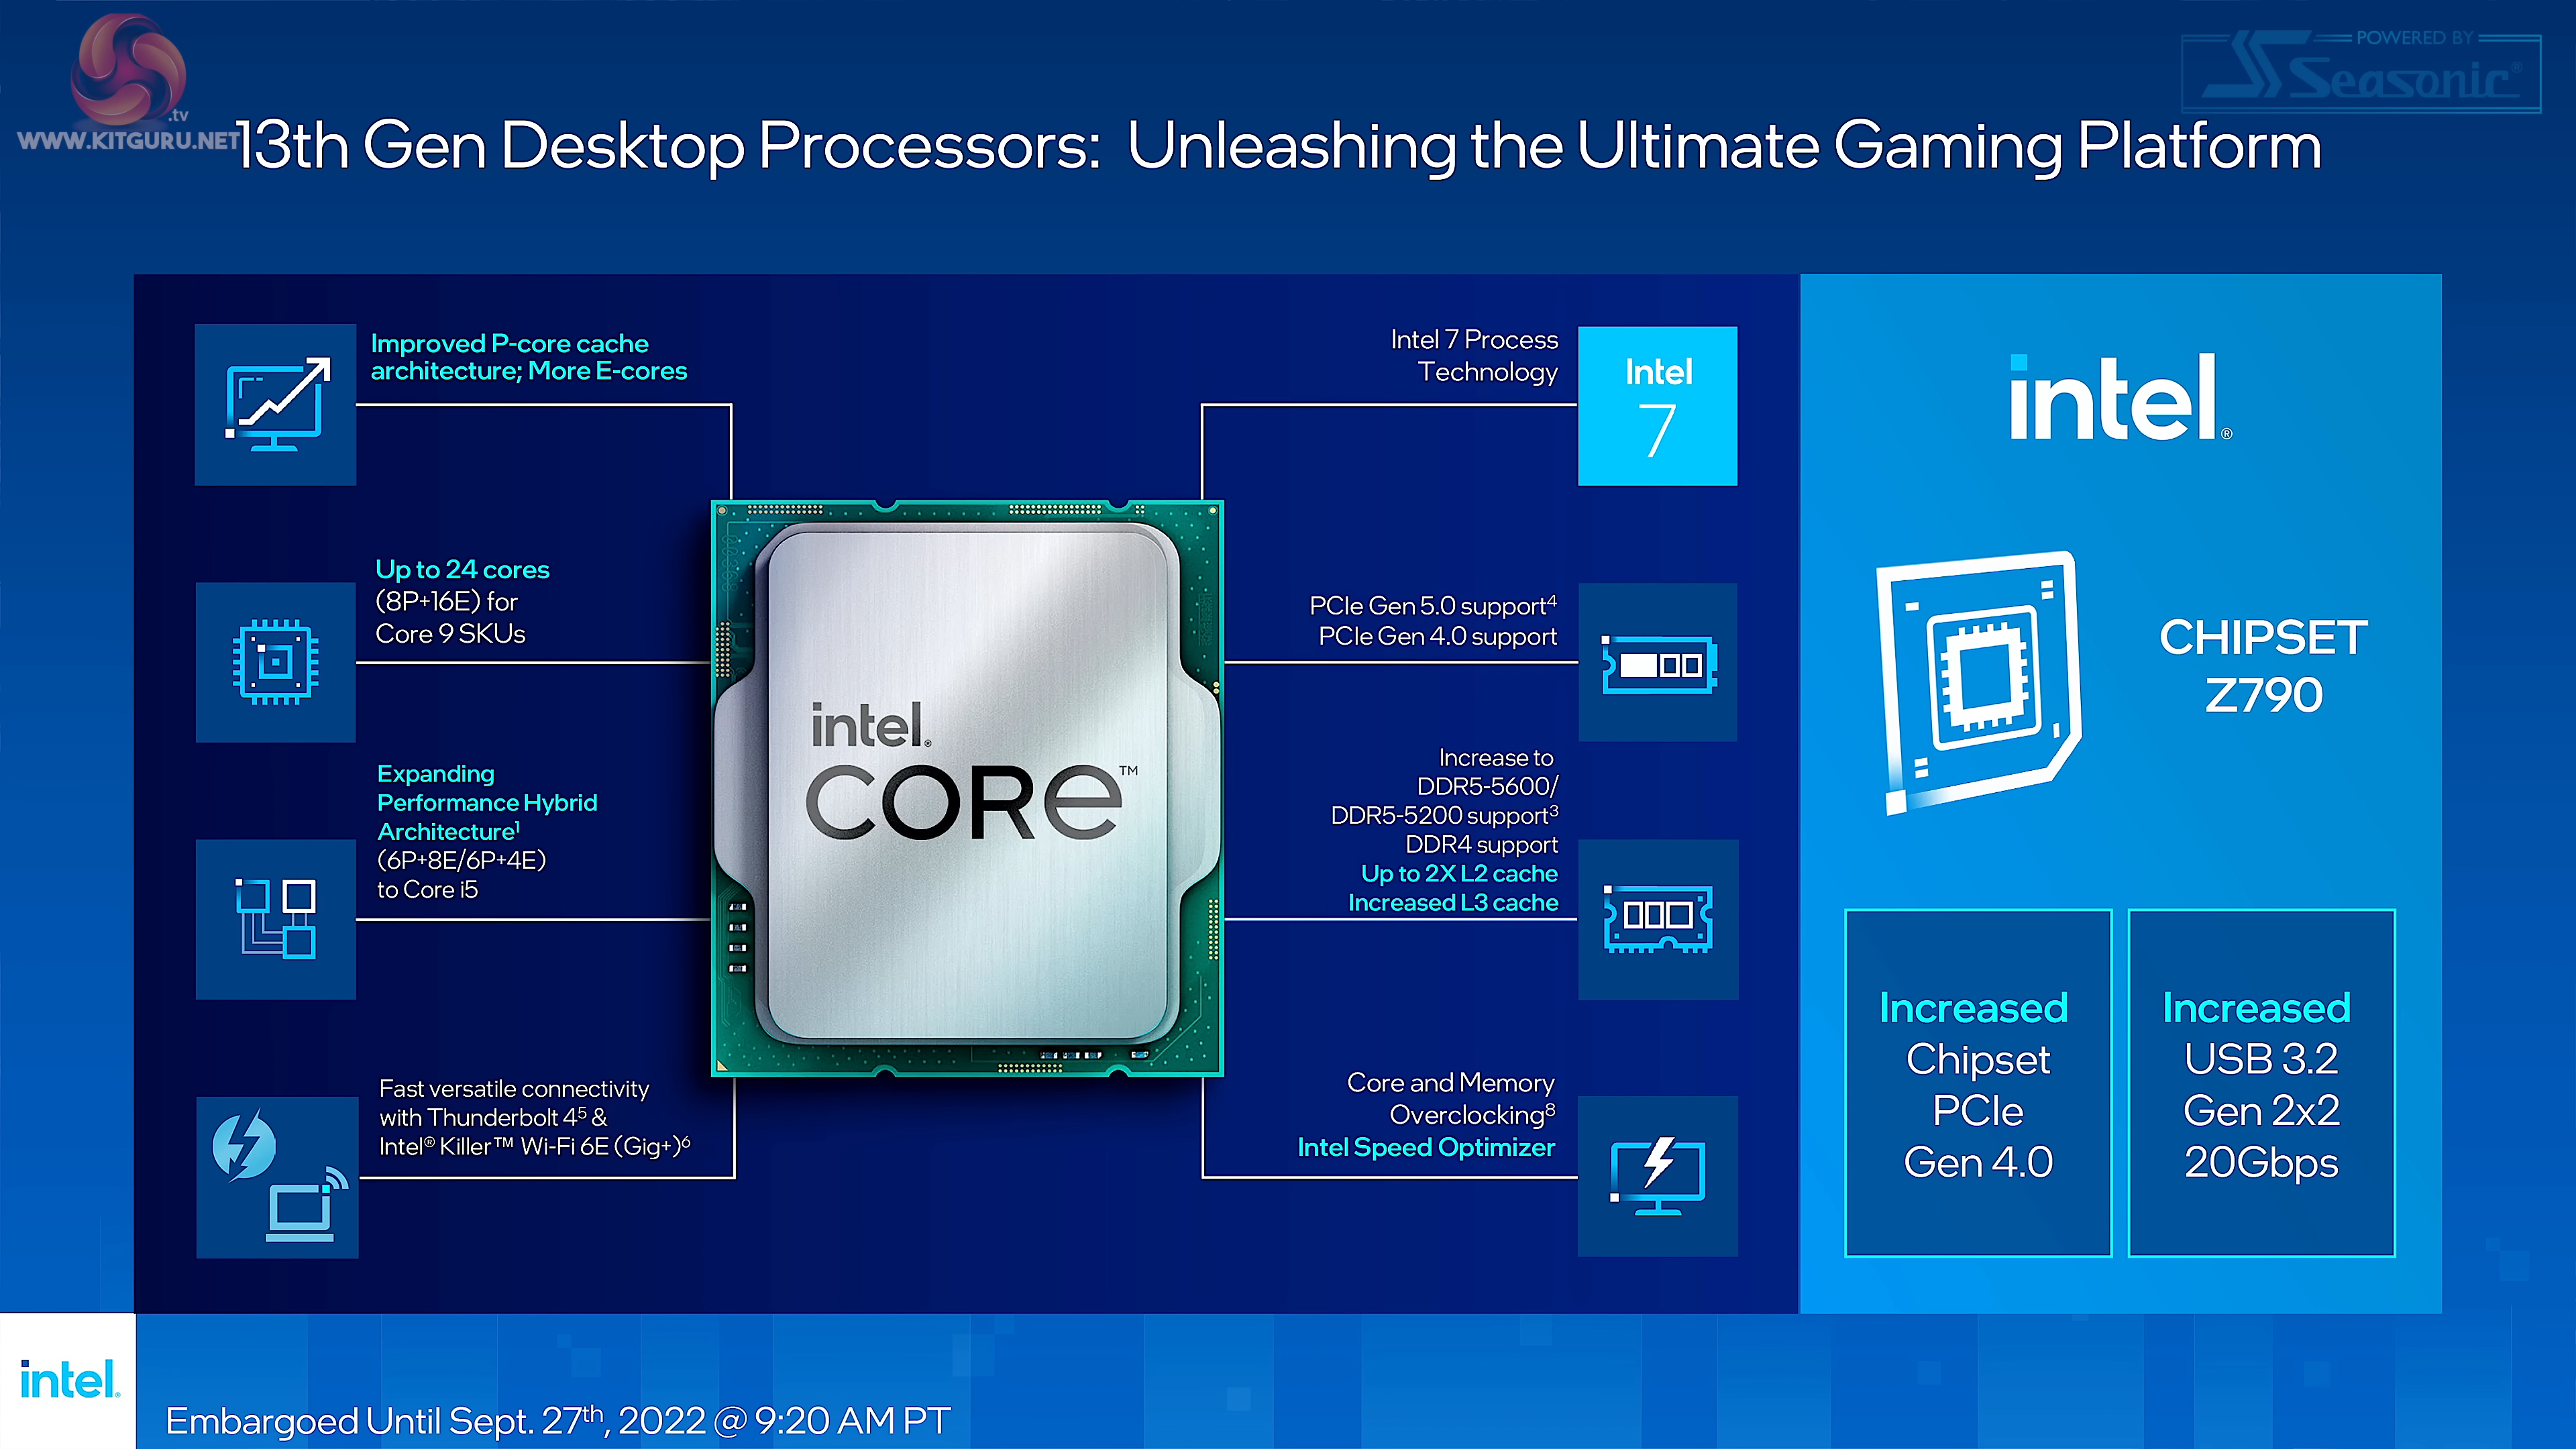 .tv
WWW.KITGURU.NET
POWERED BY
Seasonic®
13th Gen Desktop Processors: Unleashing the Ultimate Gaming Platform
Improved P-core cache
architecture; More E-cores
Up to 24 cores
(8P+16E) for
Core 9 SKUs
Expanding
Performance Hybrid
Architecture¹
(6P+8E/6P+4E)
to Core i5
Fast versatile connectivity
with Thunderbolt 4⁵ &
Intel® Killer™ Wi-Fi 6E (Gig+)⁶
intel®
CORE™
Intel 7 Process
Technology
Intel
7
PCIe Gen 5.0 support⁴
PCIe Gen 4.0 support
Increase to
DDR5-5600/
DDR5-5200 support³
DDR4 support
Up to 2X L2 cache
Increased L3 cache
Core and Memory
Overclocking⁸
Intel Speed Optimizer
intel®
CHIPSET
Z790
Increased
Chipset
PCIe
Gen 4.0
Increased
USB 3.2
Gen 2x2
20Gbps
intel.
Embargoed Until Sept. 27th, 2022 @ 9:20 AM PT